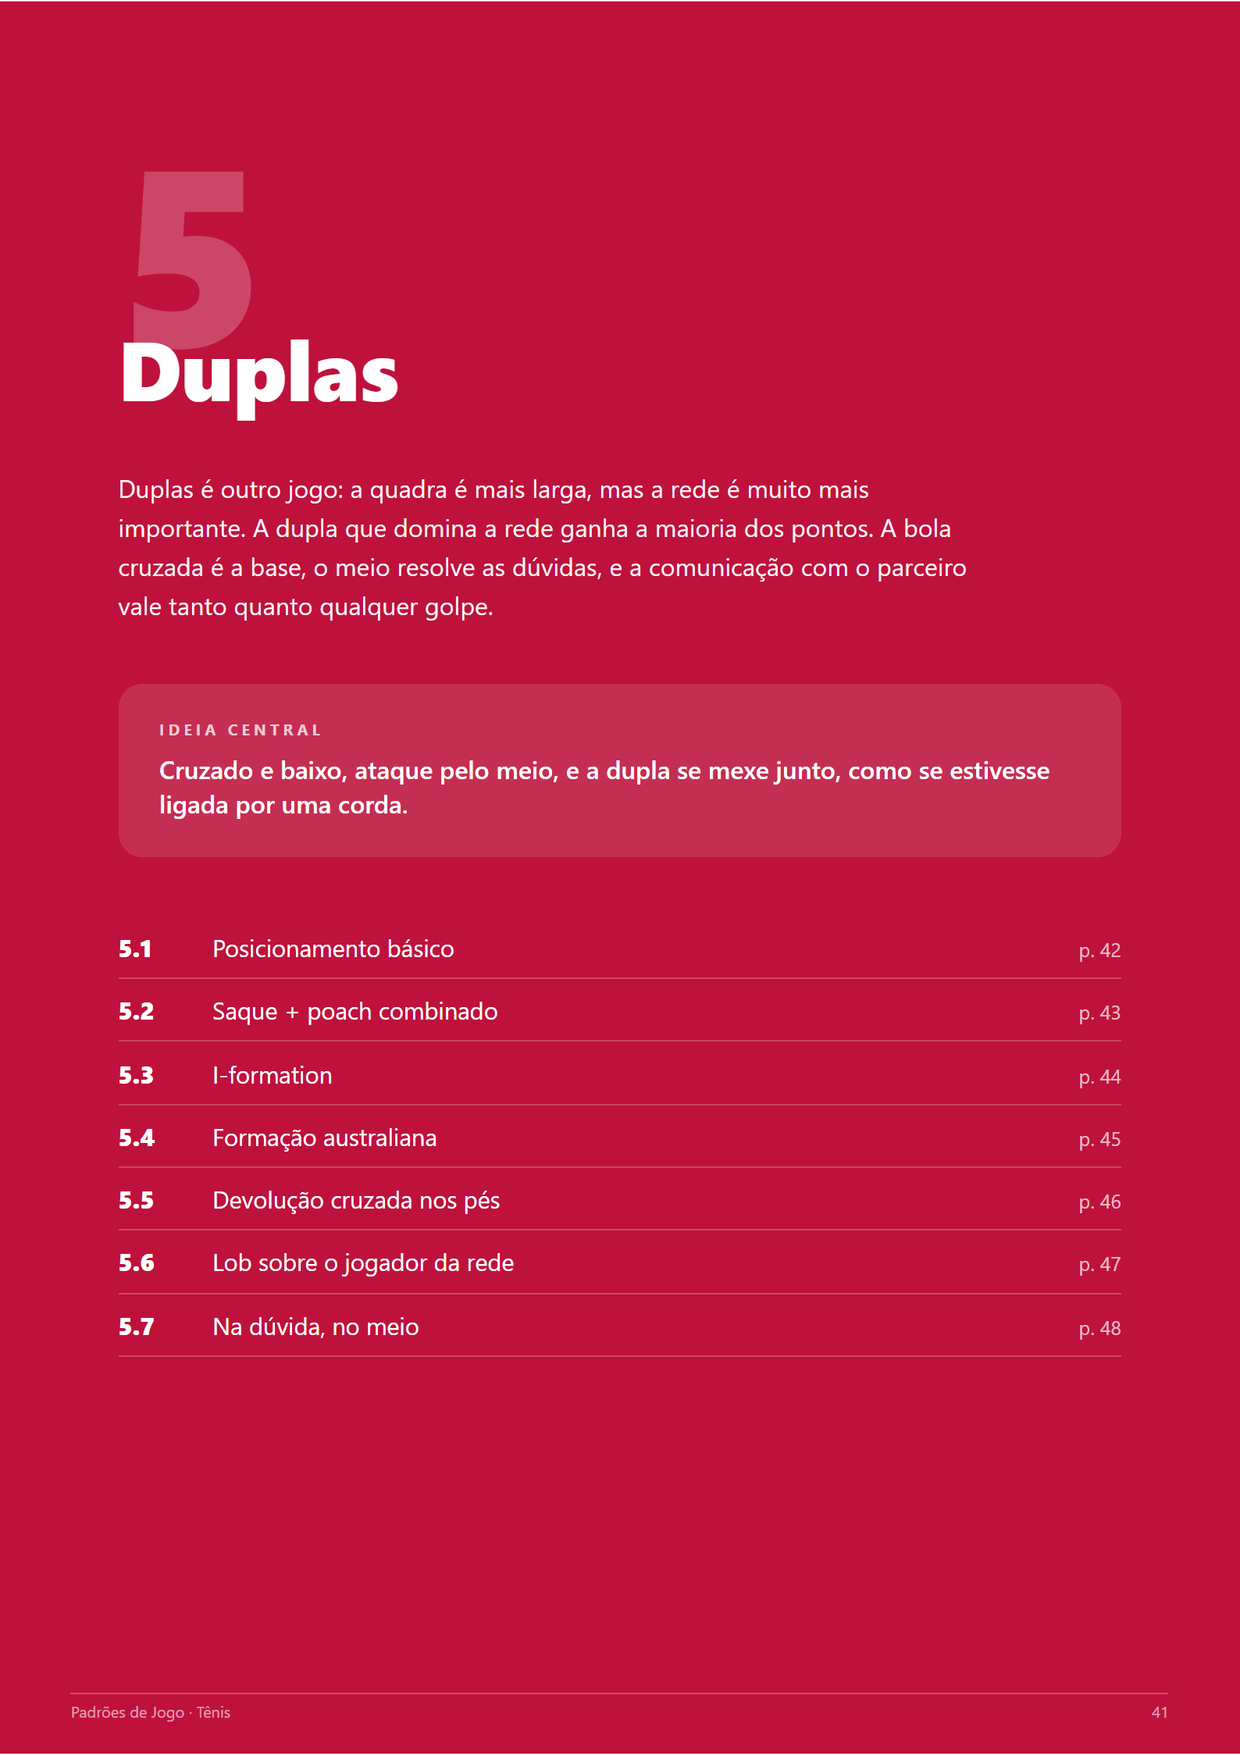 5
Duplas
Duplas é outro jogo: a quadra é mais larga, mas a rede é muito mais
importante. A dupla que domina a rede ganha a maioria dos pontos. A bola
cruzada é a base, o meio resolve as dúvidas, e a comunicação com o parceiro
vale tanto quanto qualquer golpe.
IDEIA CENTRAL
Cruzado e baixo, ataque pelo meio, e a dupla se mexe junto, como se estivesse
ligada por uma corda.
5.1 Posicionamento básico p. 42
5.2 Saque + poach combinado p. 43
5.3 I-formation p. 44
5.4 Formação australiana p. 45
5.5 Devolução cruzada nos pés p. 46
5.6 Lob sobre o jogador da rede p. 47
5.7 Na dúvida, no meio p. 48
Padrões de Jogo · Tênis 41